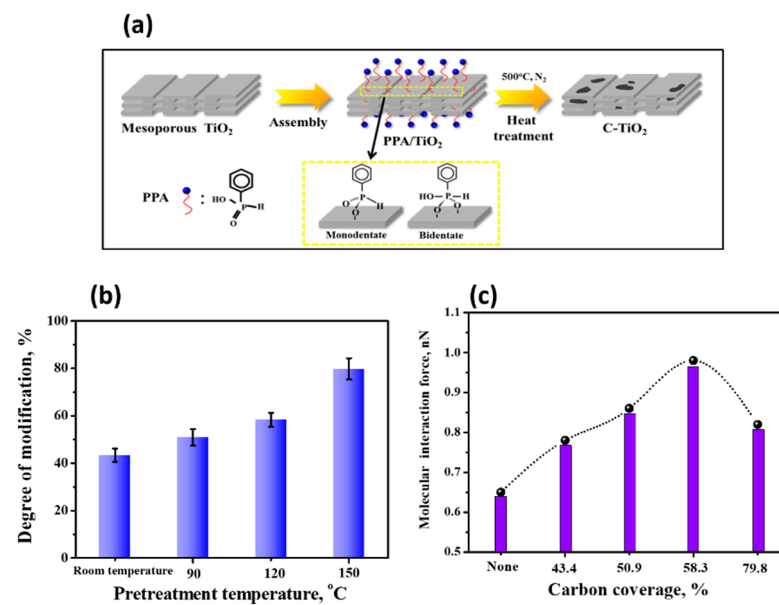 (a)
500°C, N₂
Mesoporous TiO₂
Assembly
PPA/TiO₂
Heat
treatment
C-TiO₂
PPA
:
HO
P
H
O
O
P
H
O
HO
P
H
O
O
Monodentate
Bidentate
(b)
Degree of modification, %
100
80
60
40
20
0
Room temperature
90
120
150
Pretreatment temperature, °C
(c)
Molecular interaction force, nN
1.1
1.0
0.9
0.8
0.7
0.6
0.5
None
43.4
50.9
58.3
79.8
Carbon coverage, %